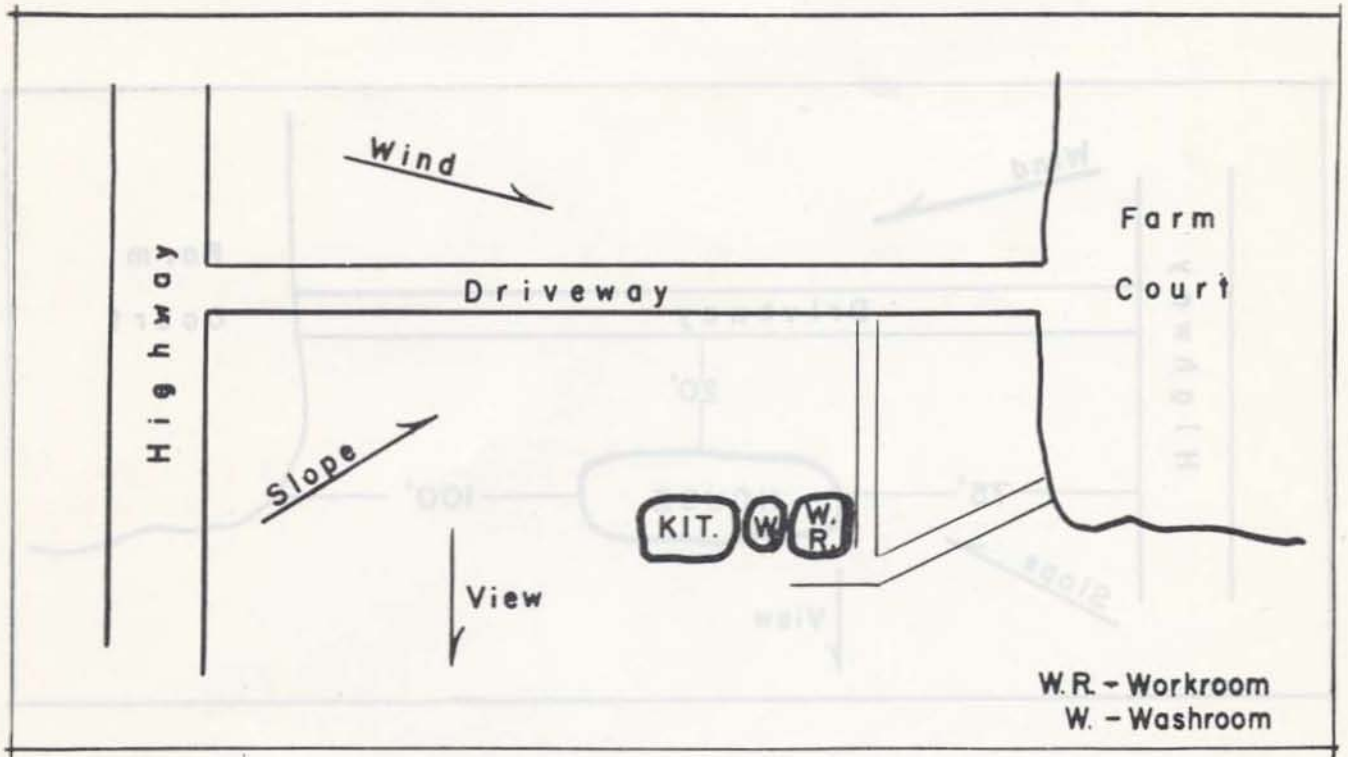 Wind
Farm
Court
Driveway
Highway
Slope
KIT.
W.
W.
R.
View
W.R. - Workroom
W. - Washroom